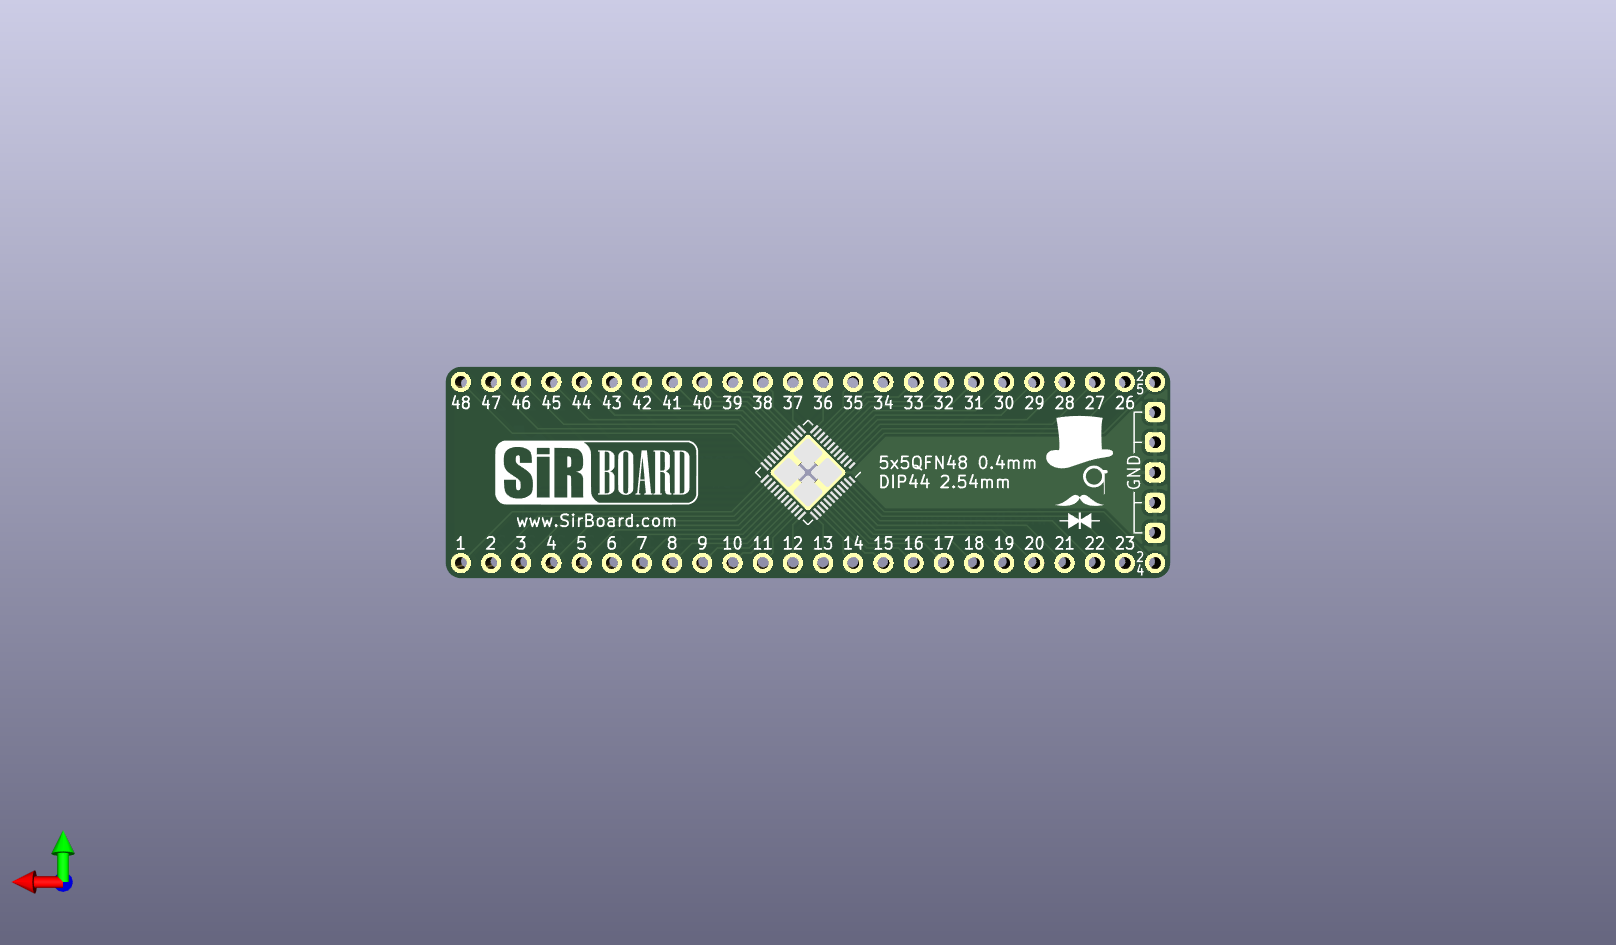 48 47 46 45 44 43 42 41 40 39 38 37 36 35 34 33 32 31 30 29 28 27 26 25
SiR BOARD
www.SirBoard.com
5x5QFN48 0.4mm
DIP44 2.54mm
GND
1 2 3 4 5 6 7 8 9 10 11 12 13 14 15 16 17 18 19 20 21 22 23 24